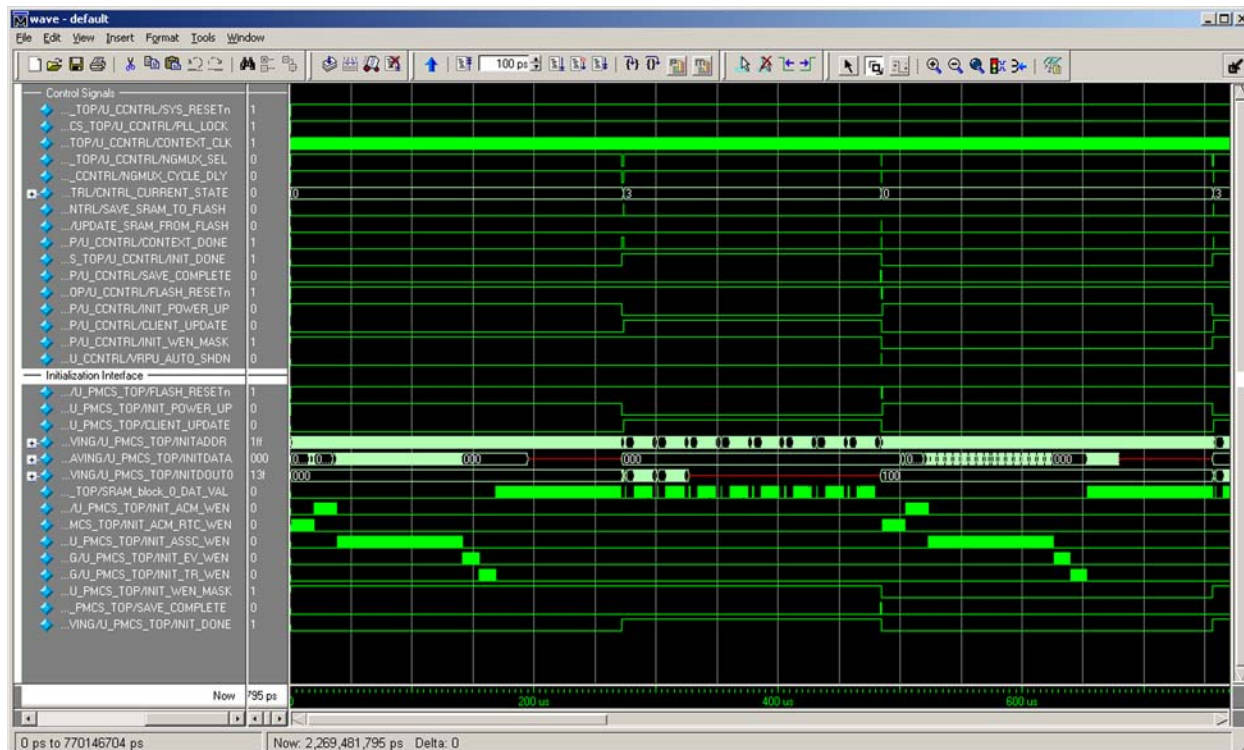 wave - default
File Edit View Insert Format Tools Window
100 ps
Control Signals
..._TOP/U_CCNTRL/SYS_RESETn 1
...CS_TOP/U_CCNTRL/PLL_LOCK 1
...TOP/U_CCNTRL/CONTEXT_CLK 1
..._TOP/U_CCNTRL/NGMUX_SEL 0
..._CCNTRL/NGMUX_CYCLE_DLY 0
...TRL/CNTRL_CURRENT_STATE 0 0 3 0 3
...NTRL/SAVE_SRAM_TO_FLASH 0
.../UPDATE_SRAM_FROM_FLASH 0
...P/U_CCNTRL/CONTEXT_DONE 1
...S_TOP/U_CCNTRL/INIT_DONE 1
...P/U_CCNTRL/SAVE_COMPLETE 0
...OP/U_CCNTRL/FLASH_RESETn 1
...P/U_CCNTRL/INIT_POWER_UP 0
...P/U_CCNTRL/CLIENT_UPDATE 0
...P/U_CCNTRL/INIT_WEN_MASK 1
...U_CCNTRL/VRPU_AUTO_SHDN 0
Initialization Interface
.../U_PMCS_TOP/FLASH_RESETn 1
...U_PMCS_TOP/INIT_POWER_UP 0
...U_PMCS_TOP/CLIENT_UPDATE 0
...VING/U_PMCS_TOP/INITADDR 1ff
...AVING/U_PMCS_TOP/INITDATA 000 000 000 000
...VING/U_PMCS_TOP/INITDOUT0 13f 000 100
..._TOP/SRAM_block_0_DAT_VAL 0
.../U_PMCS_TOP/INIT_ACM_WEN 0
...MCS_TOP/INIT_ACM_RTC_WEN 0
...U_PMCS_TOP/INIT_ASSC_WEN 0
...G/U_PMCS_TOP/INIT_EV_WEN 0
...G/U_PMCS_TOP/INIT_TR_WEN 0
...U_PMCS_TOP/INIT_WEN_MASK 1
..._PMCS_TOP/SAVE_COMPLETE 0
...VING/U_PMCS_TOP/INIT_DONE 1
Now 795 ps 200 us 400 us 600 us
0 ps to 770146704 ps Now: 2,269,481,795 ps Delta: 0